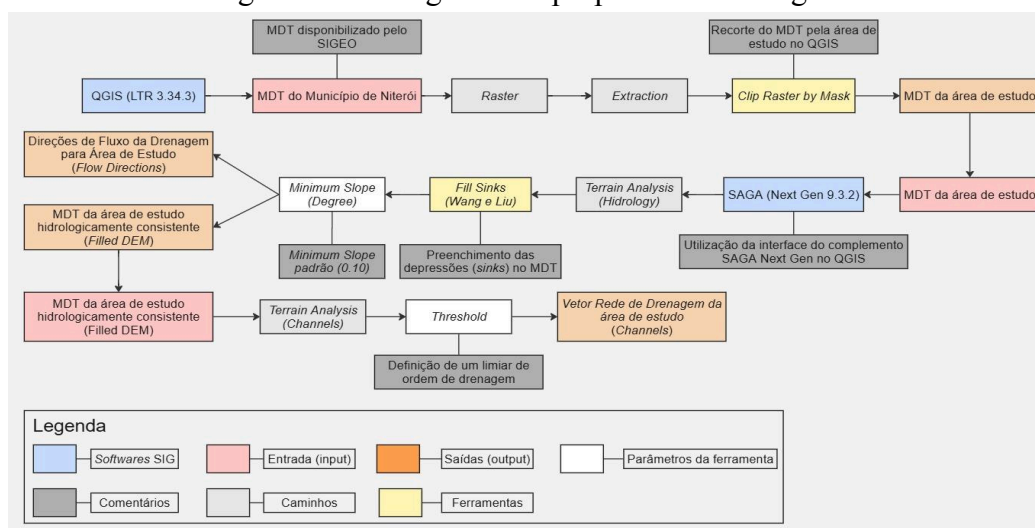 MDT disponibilizado pelo
SIGEO
Recorte do MDT pela área de
estudo no QGIS
QGIS (LTR 3.34.3)
MDT do Município de Niterói
Raster
Extraction
Clip Raster by Mask
MDT da área de estudo
Direções de Fluxo da Drenagem
para Área de Estudo
(Flow Directions)
Minimum Slope
(Degree)
Fill Sinks
(Wang e Liu)
Terrain Analysis
(Hidrology)
SAGA (Next Gen 9.3.2)
MDT da área de estudo
MDT da área de estudo
hidrologicamente consistente
(Filled DEM)
Minimum Slope
padrão (0.10)
Preenchimento das
depressões (sinks) no MDT
Utilização da interface do complemento
SAGA Next Gen no QGIS
MDT da área de estudo
hidrologicamente consistente
(Filled DEM)
Terrain Analysis
(Channels)
Threshold
Vetor Rede de Drenagem da
área de estudo
(Channels)
Definição de um limiar de
ordem de drenagem
Legenda
Softwares SIG
Entrada (input)
Saídas (output)
Parâmetros da ferramenta
Comentários
Caminhos
Ferramentas